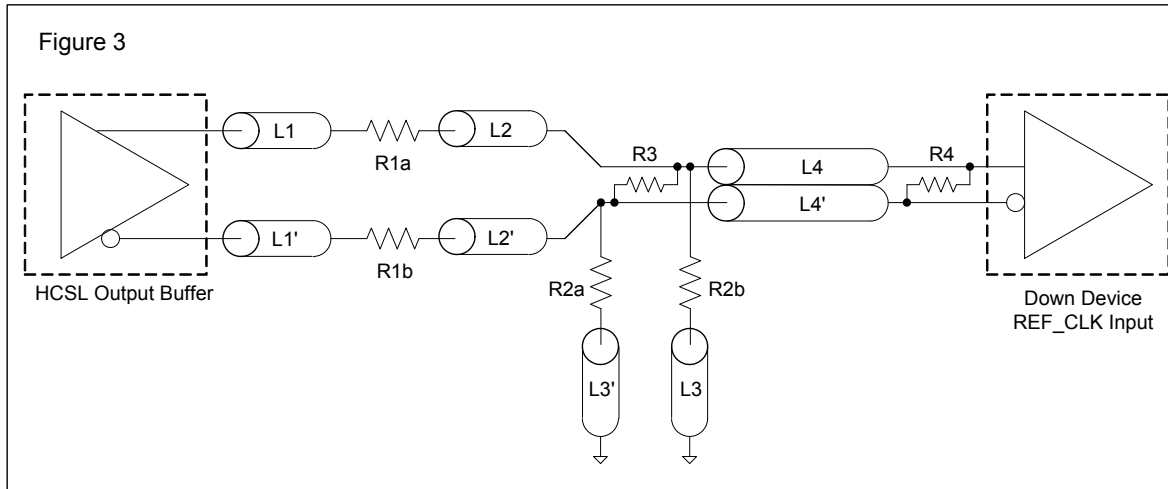 Figure 3
L1
R1a
L2
R3
L4
R4
L4'
L1'
R1b
L2'
HCSL Output Buffer
R2a
R2b
Down Device
REF_CLK Input
L3'
L3